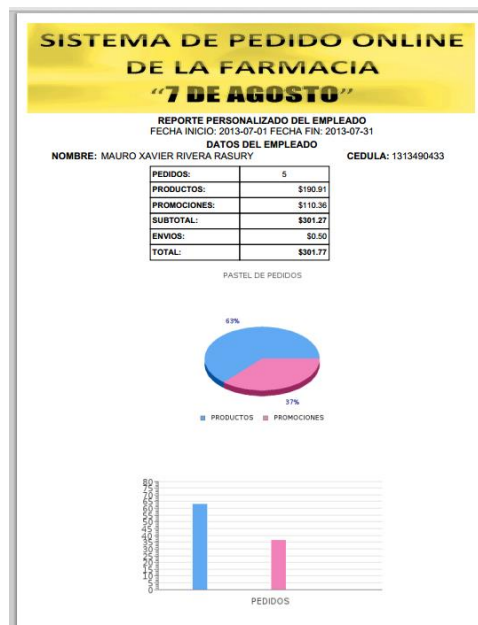 SISTEMA DE PEDIDO ONLINE
DE LA FARMACIA
“7 DE AGOSTO”
REPORTE PERSONALIZADO DEL EMPLEADO
FECHA INICIO: 2013-07-01 FECHA FIN: 2013-07-31
DATOS DEL EMPLEADO
NOMBRE: MAURO XAVIER RIVERA RASURY CEDULA: 1313490433
PEDIDOS: 5
PRODUCTOS: $190.91
PROMOCIONES: $110.36
SUBTOTAL: $301.27
ENVIOS: $0.50
TOTAL: $301.77
PASTEL DE PEDIDOS
63%
37%
PRODUCTOS PROMOCIONES
80
75
70
65
60
55
50
45
40
35
30
25
20
15
10
5
0
PEDIDOS